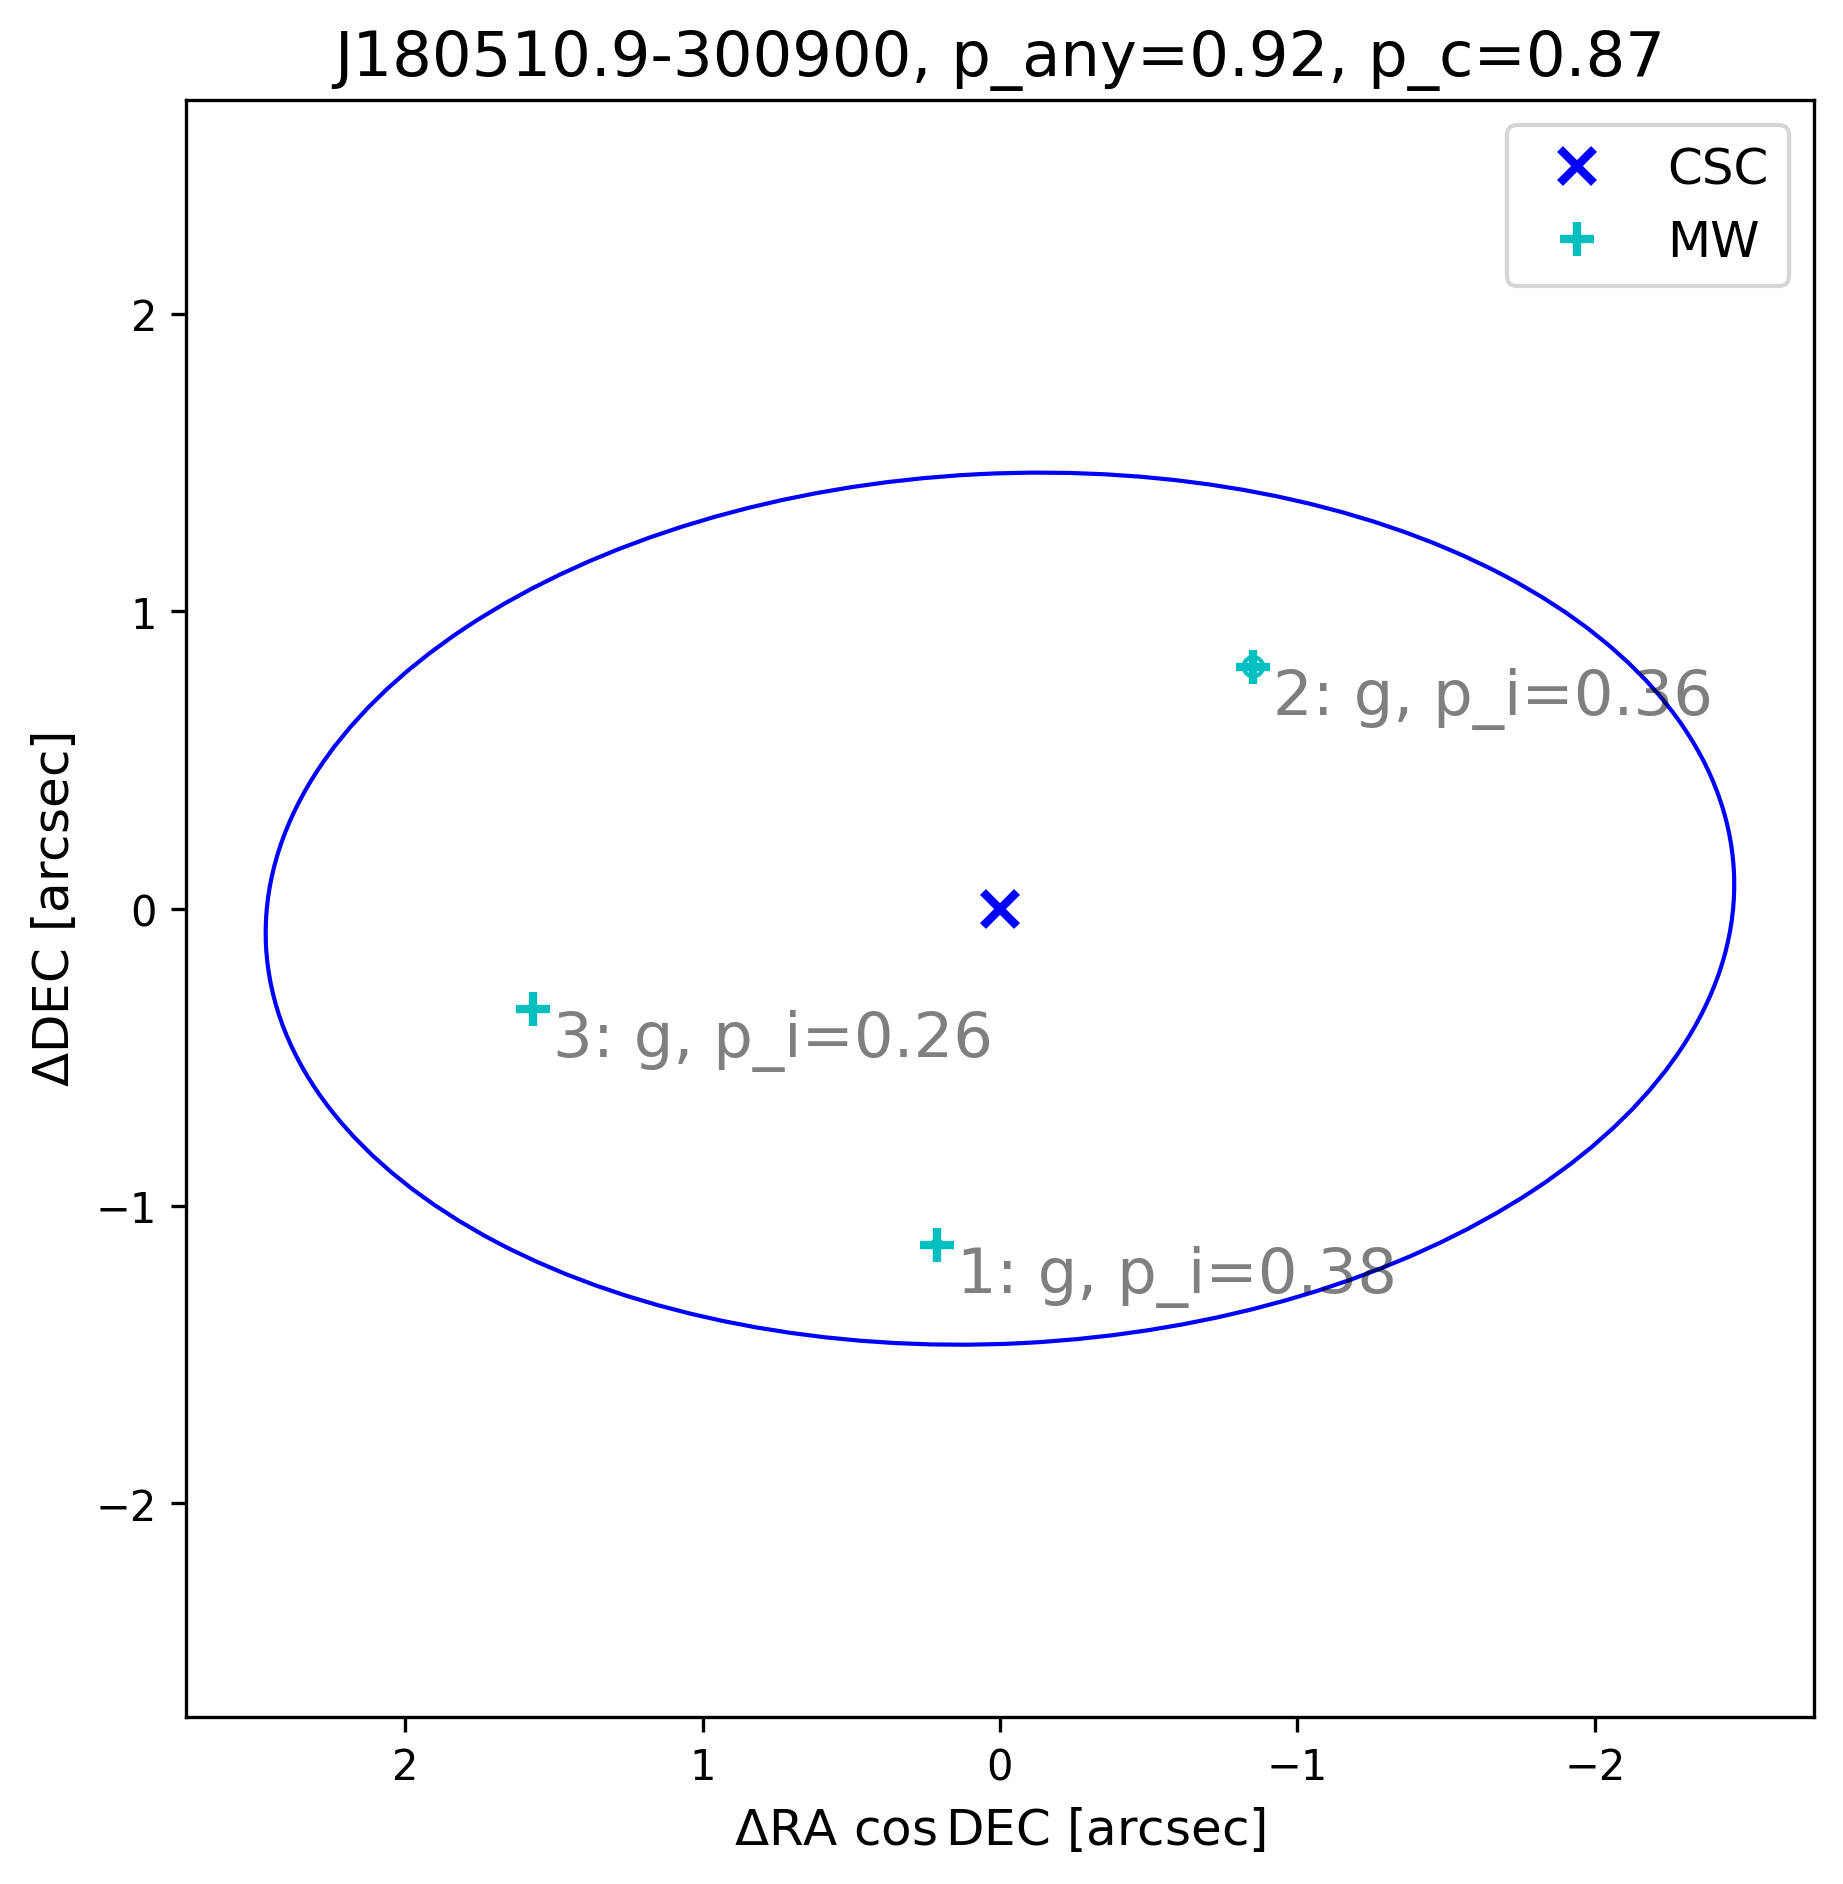 J180510.9-300900, p_any=0.92, p_c=0.87
CSC
MW
2
1
0
−1
−2
ΔDEC [arcsec]
2: g, p_i=0.36
3: g, p_i=0.26
1: g, p_i=0.38
2
1
0
−1
−2
ΔRA cos DEC [arcsec]